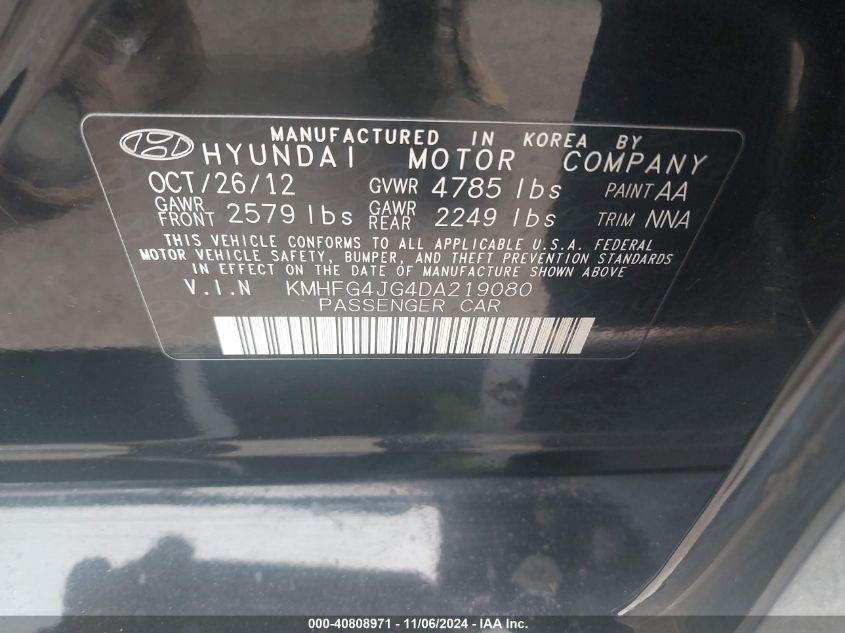 MANUFACTURED IN KOREA BY
HYUNDAI MOTOR COMPANY
OCT/26/12 GVWR 4785 lbs PAINT AA
GAWR FRONT 2579 lbs GAWR REAR 2249 lbs TRIM NNA
THIS VEHICLE CONFORMS TO ALL APPLICABLE U.S.A. FEDERAL
MOTOR VEHICLE SAFETY, BUMPER, AND THEFT PREVENTION STANDARDS
IN EFFECT ON THE DATE OF MANUFACTURE SHOWN ABOVE
V.I.N KMHFG4JG4DA219080
PASSENGER CAR
000-40808971 - 11/06/2024 - IAA Inc.